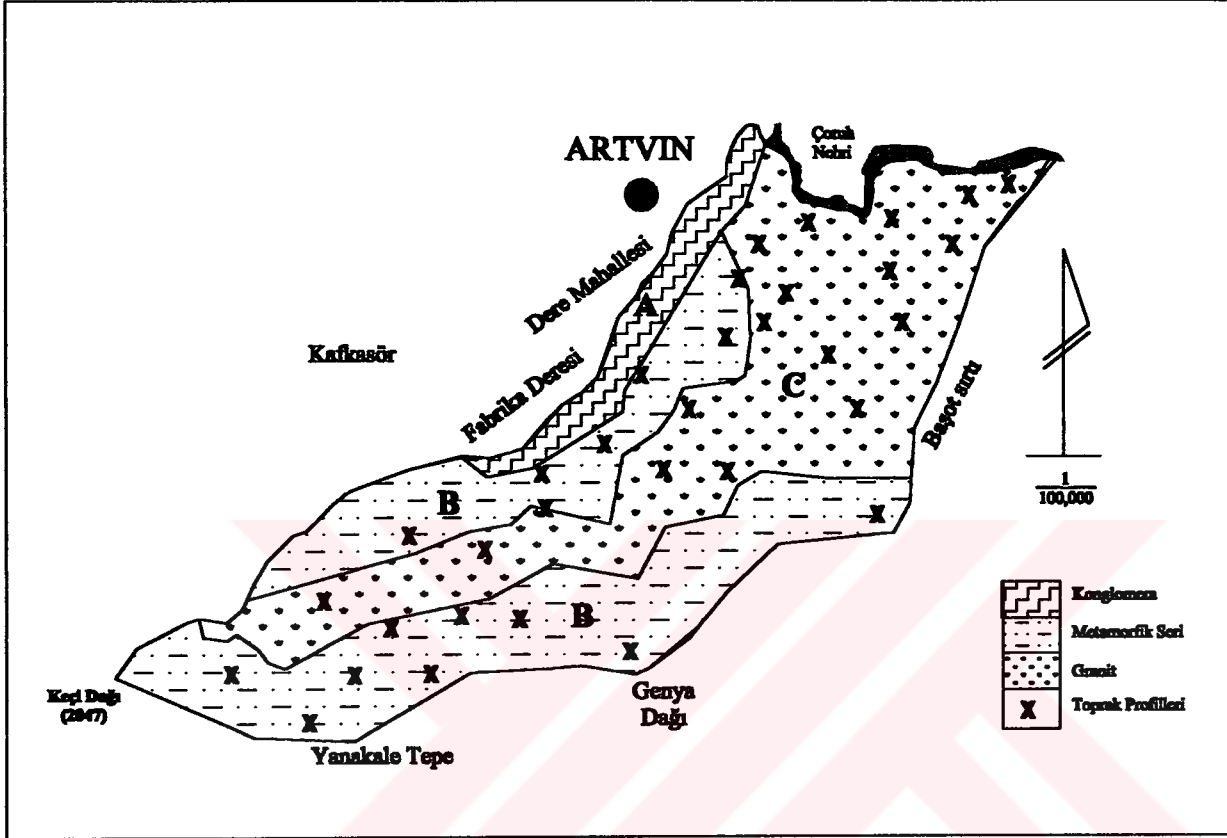 ARTVIN
Çoruh
Nehri
Dere Mahallesi
A
Kafkasör
Fabrika Deresi
C
Başot sırtı
1
100,000
B
B
Konglomera
Metamorfik Seri
Granit
X Toprak Profilleri
Keçi Dağı
(2047)
Genya
Dağı
Yanakale Tepe